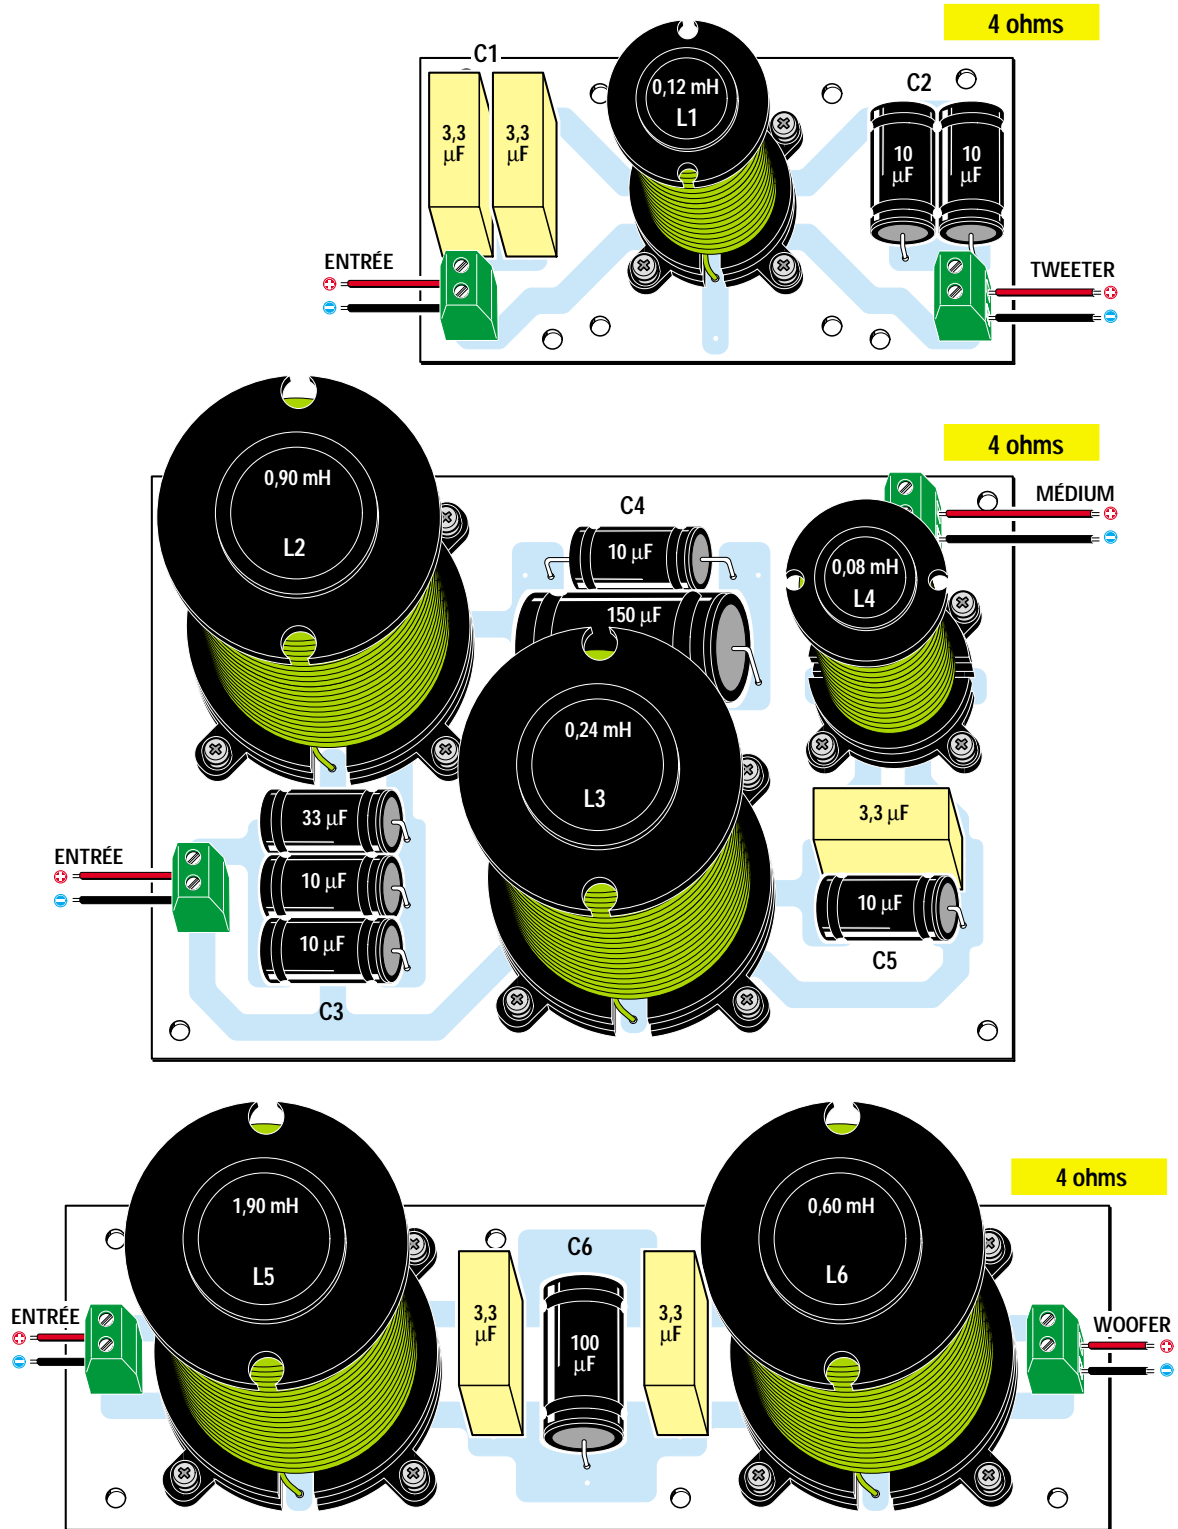 4 ohms
C1
C2
0,12 mH
L1
3,3
µF
3,3
µF
10
µF
10
µF
ENTRÉE
+
−
TWEETER
+
−
4 ohms
MÉDIUM
+
−
0,90 mH
L2
C4
10 µF
150 µF
0,08 mH
L4
0,24 mH
L3
33 µF
10 µF
10 µF
C3
ENTRÉE
+
−
3,3 µF
10 µF
C5
4 ohms
1,90 mH
L5
C6
0,60 mH
L6
3,3
µF
100
µF
3,3
µF
ENTRÉE
+
−
WOOFER
+
−